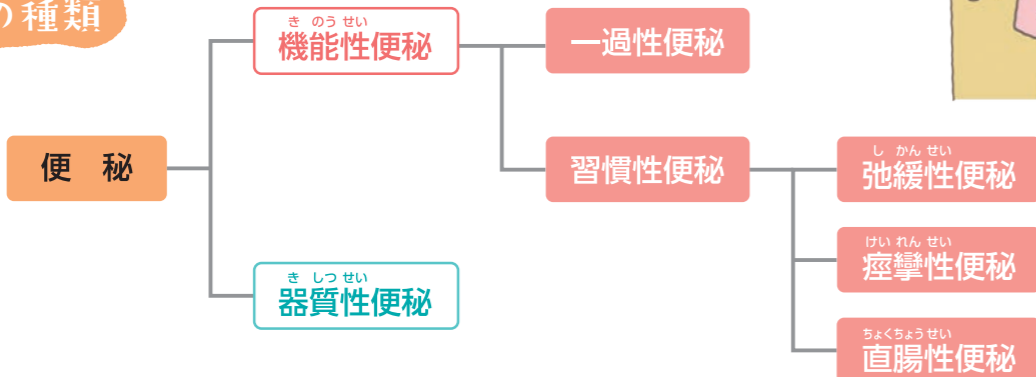 の種類
き のう せい
機能性便秘
一過性便秘
便 秘
習慣性便秘
し かん せい
弛緩性便秘
けい れん せい
痙攣性便秘
き しつ せい
器質性便秘
ちょくちょうせい
直腸性便秘